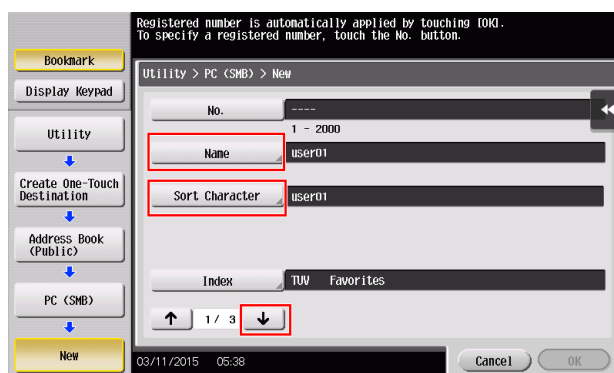 Registered number is automatically applied by touching [OK].
To specify a registered number, touch the No. button.
Bookmark
Display Keypad
Utility
Create One-Touch
Destination
Address Book
(Public)
PC (SMB)
New
Utility > PC (SMB) > New
No.
----
1 - 2000
Name
user01
Sort Character
user01
Index
TUV Favorites
↑ 1/ 3 ↓
03/11/2015 05:38
Cancel
OK